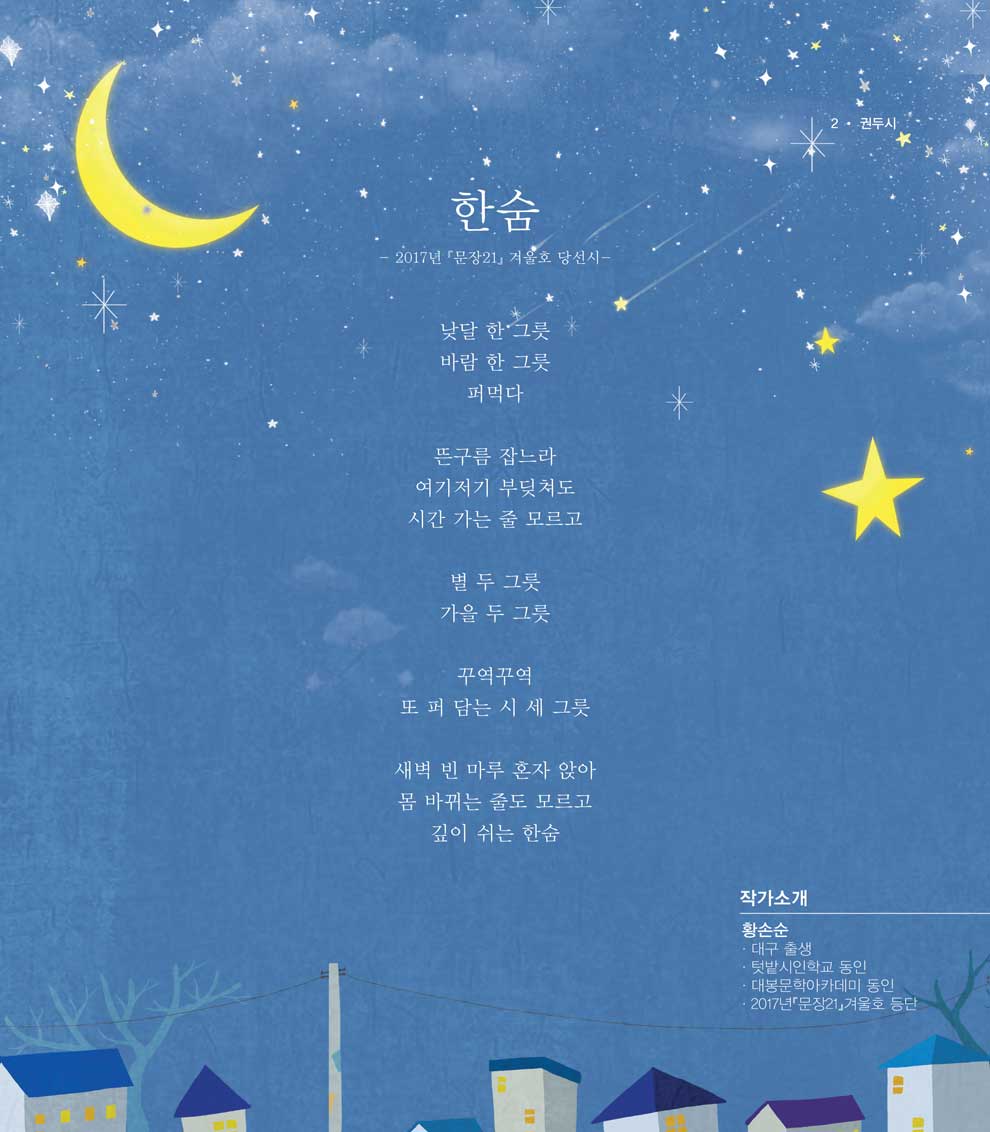 2 · 권두시
한숨
- 2017년 『문장21』 겨울호 당선시-
낮달 한 그릇
바람 한 그릇
퍼먹다
뜬구름 잡느라
여기저기 부딪쳐도
시간 가는 줄 모르고
별 두 그릇
가을 두 그릇
꾸역꾸역
또 퍼 담는 시 세 그릇
새벽 빈 마루 혼자 앉아
몸 바뀌는 줄도 모르고
깊이 쉬는 한숨
작가소개
황손순
· 대구 출생
· 텃밭시인학교 동인
· 대봉문학아카데미 동인
· 2017년『문장21』겨울호 등단